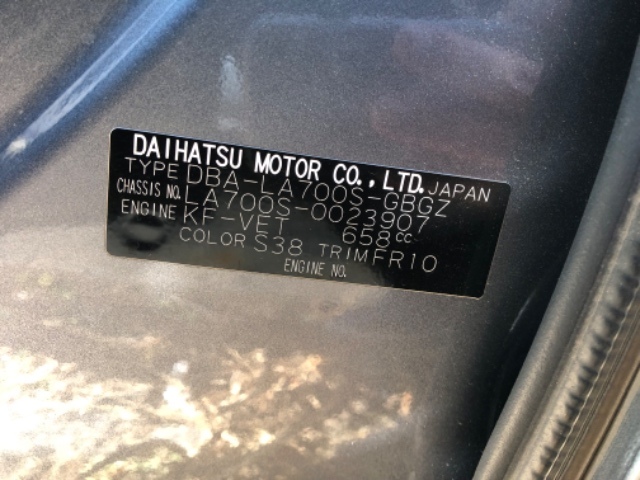 DAIHATSU MOTOR CO., LTD. JAPAN
TYPE DBA-LA700S-GBGZ
CHASSIS NO. LA700S-0023907
ENGINE KF-VET 658cc
COLOR S38 TRIM FR10
ENGINE NO.